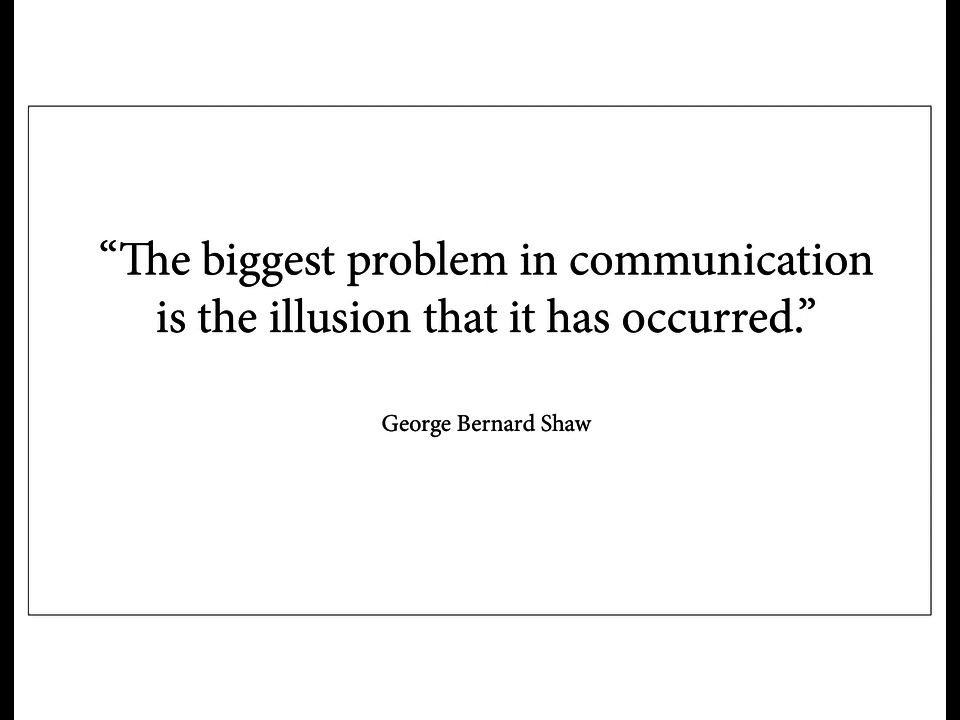 “The biggest problem in communication
is the illusion that it has occurred.”
George Bernard Shaw